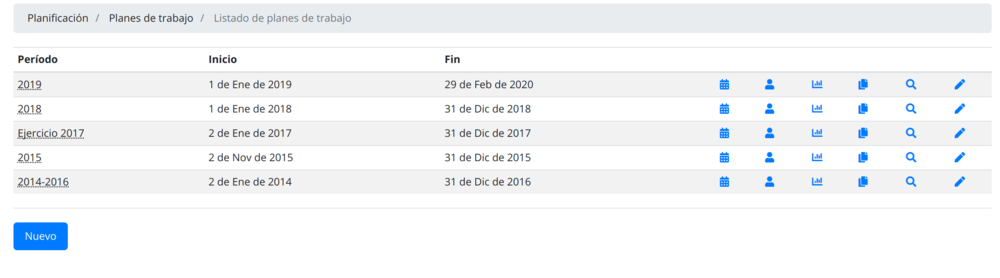 Planificación / Planes de trabajo / Listado de planes de trabajo
Período Inicio Fin
2019 1 de Ene de 2019 29 de Feb de 2020
2018 1 de Ene de 2018 31 de Dic de 2018
Ejercicio 2017 2 de Ene de 2017 31 de Dic de 2017
2015 2 de Nov de 2015 31 de Dic de 2015
2014-2016 2 de Ene de 2014 31 de Dic de 2016
Nuevo